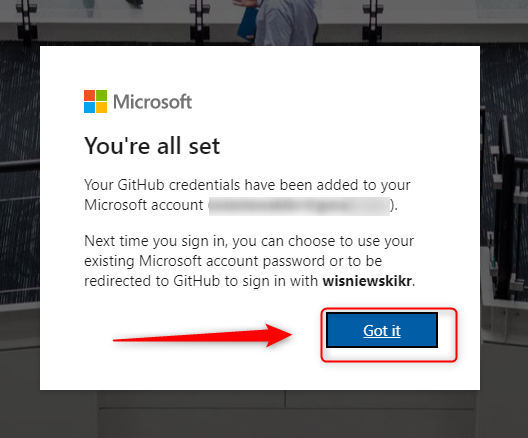 Microsoft
You're all set
Your GitHub credentials have been added to your
Microsoft account ).
Next time you sign in, you can choose to use your
existing Microsoft account password or to be
redirected to GitHub to sign in with wisniewskikr.
Got it